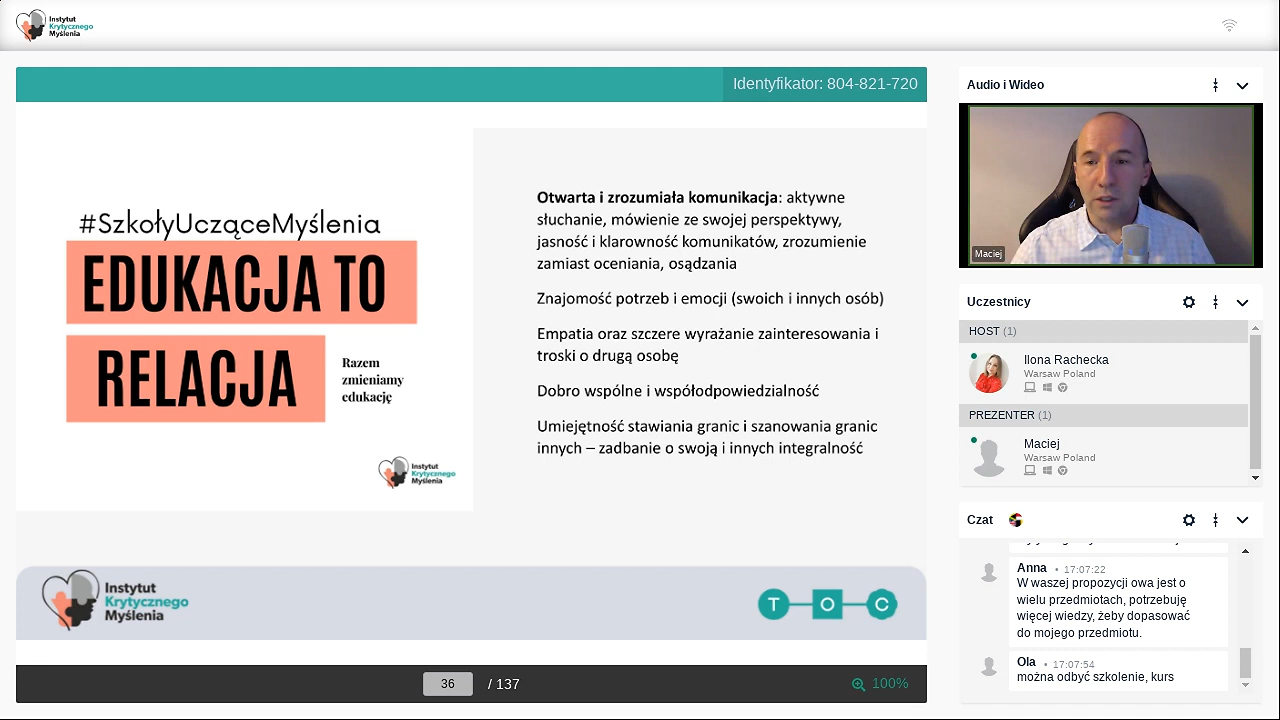 Instytut
Krytycznego
Myślenia
Identyfikator: 804-821-720
#SzkołyUcząceMyślenia
EDUKACJA TO
RELACJA
Razem
zmieniamy
edukację
Instytut
Krytycznego
Myślenia
Otwarta i zrozumiała komunikacja: aktywne
słuchanie, mówienie ze swojej perspektywy,
jasność i klarowność komunikatów, zrozumienie
zamiast oceniania, osądzania
Znajomość potrzeb i emocji (swoich i innych osób)
Empatia oraz szczere wyrażanie zainteresowania i
troski o drugą osobę
Dobro wspólne i współodpowiedzialność
Umiejętność stawiania granic i szanowania granic
innych – zadbanie o swoją i innych integralność
Instytut
Krytycznego
Myślenia
T O C
36 / 137
100%
Audio i Wideo
Maciej
Uczestnicy
HOST (1)
Ilona Rachecka
Warsaw Poland
PREZENTER (1)
Maciej
Warsaw Poland
Czat
Anna • 17:07:22
W waszej propozycji owa jest o
wielu przedmiotach, potrzebuję
więcej wiedzy, żeby dopasować
do mojego przedmiotu.
Ola • 17:07:54
można odbyć szkolenie, kurs